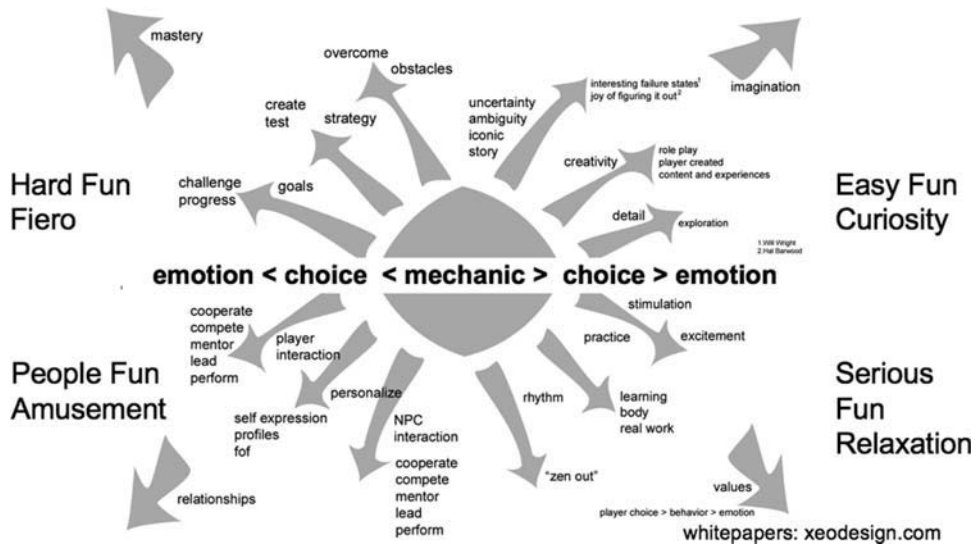 mastery
overcome
obstacles
create
test
strategy
challenge
progress
goals
Hard Fun
Fiero
uncertainty
ambiguity
iconic
story
interesting failure states1
joy of figuring it out2
imagination
creativity
role play
player created
content and experiences
detail
exploration
Easy Fun
Curiosity
1.Will Wright
2.Hal Barwood
emotion < choice < mechanic > choice > emotion
cooperate
compete
mentor
lead
perform
player
interaction
People Fun
Amusement
personalize
self expression
profiles
fof
NPC
interaction
cooperate
compete
mentor
lead
perform
relationships
stimulation
excitement
practice
learning
body
real work
rhythm
"zen out"
Serious
Fun
Relaxation
values
player choice > behavior > emotion
whitepapers: xeodesign.com